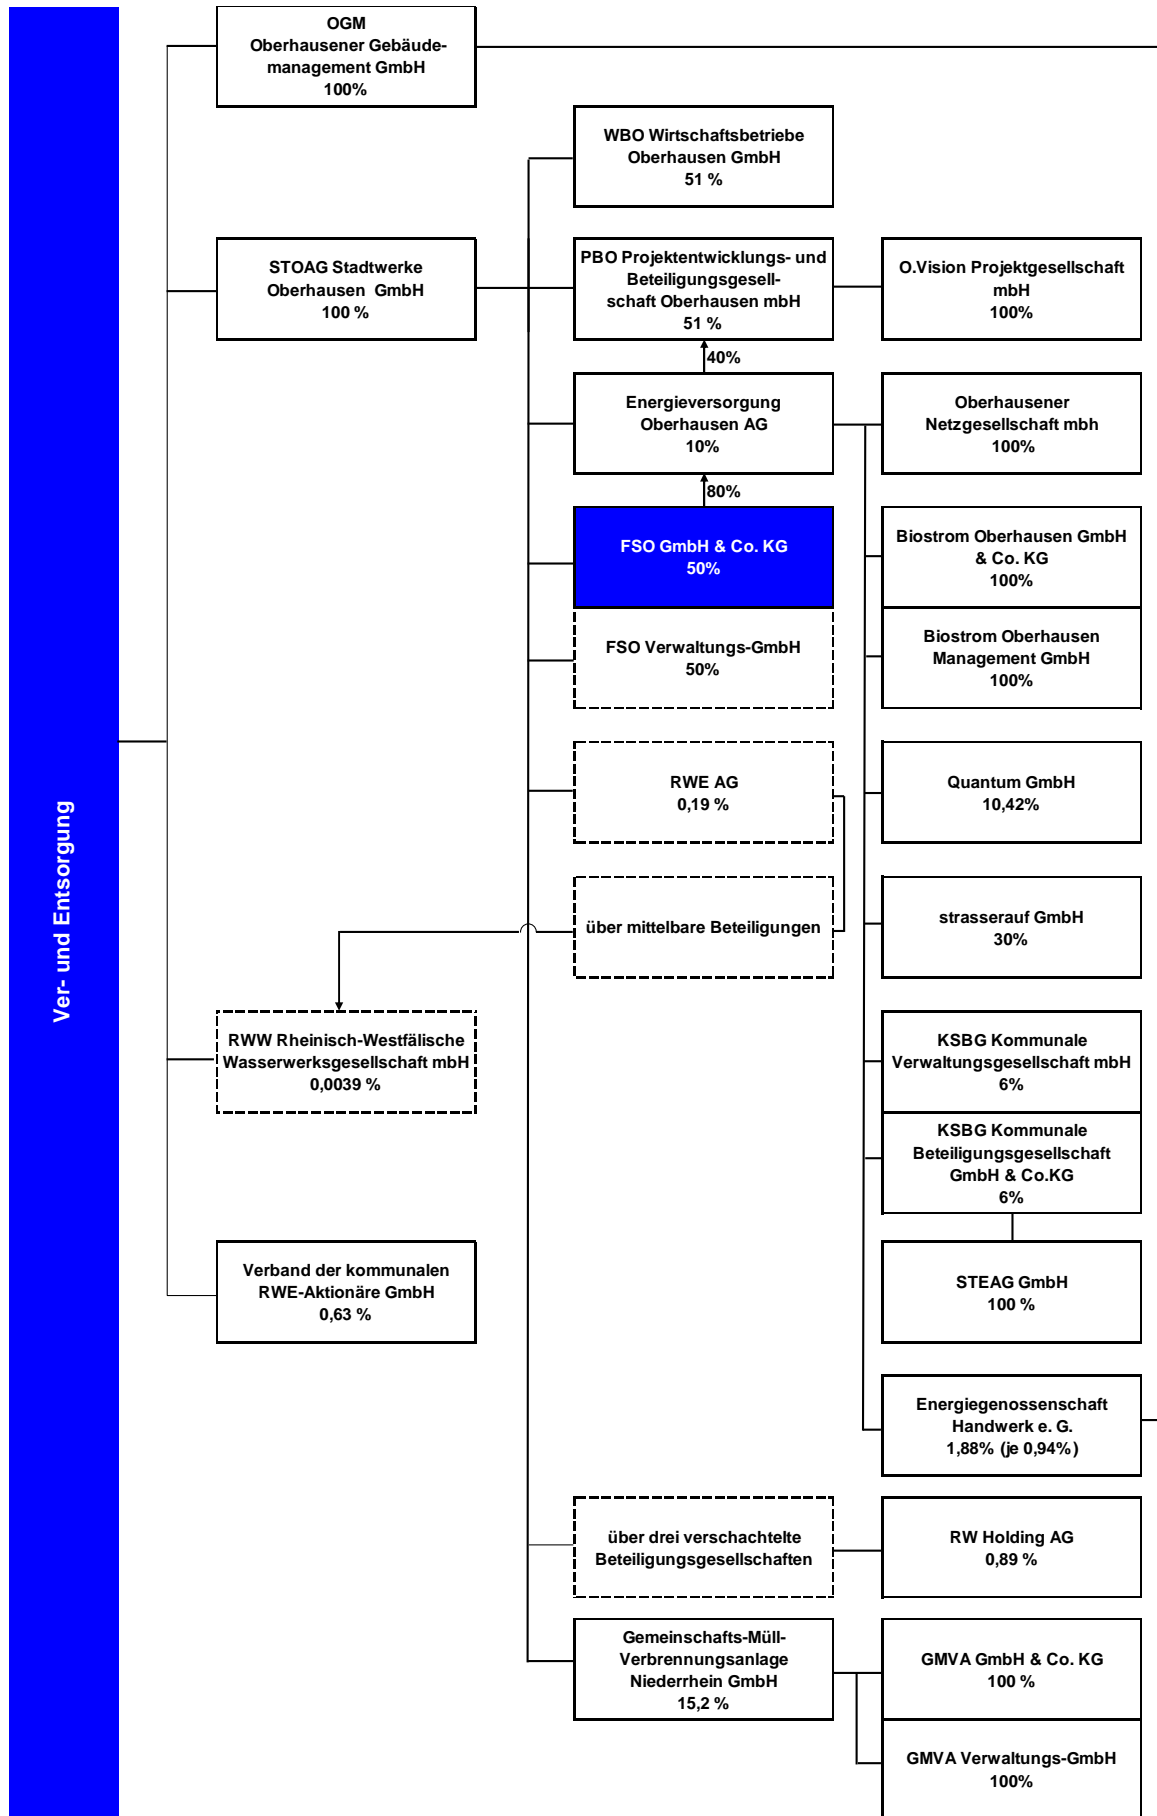 Ver- und Entsorgung
OGM
Oberhausener Gebäude-
management GmbH
100%
STOAG Stadtwerke
Oberhausen GmbH
100 %
RWW Rheinisch-Westfälische
Wasserwerksgesellschaft mbH
0,0039 %
Verband der kommunalen
RWE-Aktionäre GmbH
0,63 %
WBO Wirtschaftsbetriebe
Oberhausen GmbH
51 %
PBO Projektentwicklungs- und
Beteiligungsgesell-
schaft Oberhausen mbH
51 %
40%
Energieversorgung
Oberhausen AG
10%
80%
FSO GmbH & Co. KG
50%
FSO Verwaltungs-GmbH
50%
RWE AG
0,19 %
über mittelbare Beteiligungen
über drei verschachtelte
Beteiligungsgesellschaften
Gemeinschafts-Müll-
Verbrennungsanlage
Niederrhein GmbH
15,2 %
O.Vision Projektgesellschaft
mbH
100%
Oberhausener
Netzgesellschaft mbh
100%
Biostrom Oberhausen GmbH
& Co. KG
100%
Biostrom Oberhausen
Management GmbH
100%
Quantum GmbH
10,42%
strasserauf GmbH
30%
KSBG Kommunale
Verwaltungsgesellschaft mbH
6%
KSBG Kommunale
Beteiligungsgesellschaft
GmbH & Co.KG
6%
STEAG GmbH
100 %
Energiegenossenschaft
Handwerk e. G.
1,88% (je 0,94%)
RW Holding AG
0,89 %
GMVA GmbH & Co. KG
100 %
GMVA Verwaltungs-GmbH
100%